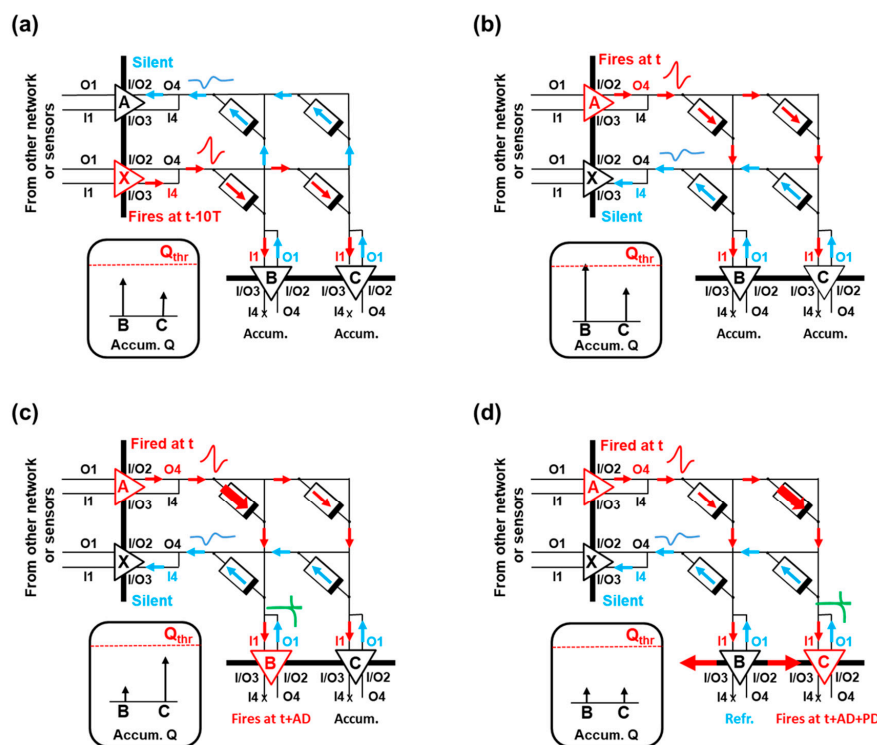 (a)
Silent
O1
I/O2
O4
A
I1
I/O3
I4
O1
I/O2
O4
X
I1
I/O3
I4
Fires at t-10T
From other network
or sensors
Qthr
B
C
Accum. Q
I1
O1
I1
O1
B
C
I/O3
I/O2
I/O3
I/O2
I4
O4
I4
O4
Accum.
Accum.
(b)
Fires at t
O1
I/O2
O4
A
I1
I/O3
I4
O1
I/O2
O4
X
I1
I/O3
I4
Silent
From other network
or sensors
Qthr
B
C
Accum. Q
I1
O1
I1
O1
B
C
I/O3
I/O2
I/O3
I/O2
I4
O4
I4
O4
Accum.
Accum.
(c)
Fired at t
O1
I/O2
O4
A
I1
I/O3
I4
O1
I/O2
O4
X
I1
I/O3
I4
Silent
From other network
or sensors
Qthr
B
C
Accum. Q
I1
O1
I1
O1
B
C
I/O3
I/O2
I/O3
I/O2
I4
O4
I4
O4
Fires at t+AD
Accum.
(d)
Fired at t
O1
I/O2
O4
A
I1
I/O3
I4
O1
I/O2
O4
X
I1
I/O3
I4
Silent
From other network
or sensors
Qthr
B
C
Accum. Q
I1
O1
I1
O1
B
C
I/O3
I/O2
I/O3
I/O2
I4
O4
I4
O4
Refr.
Fires at t+AD+PD